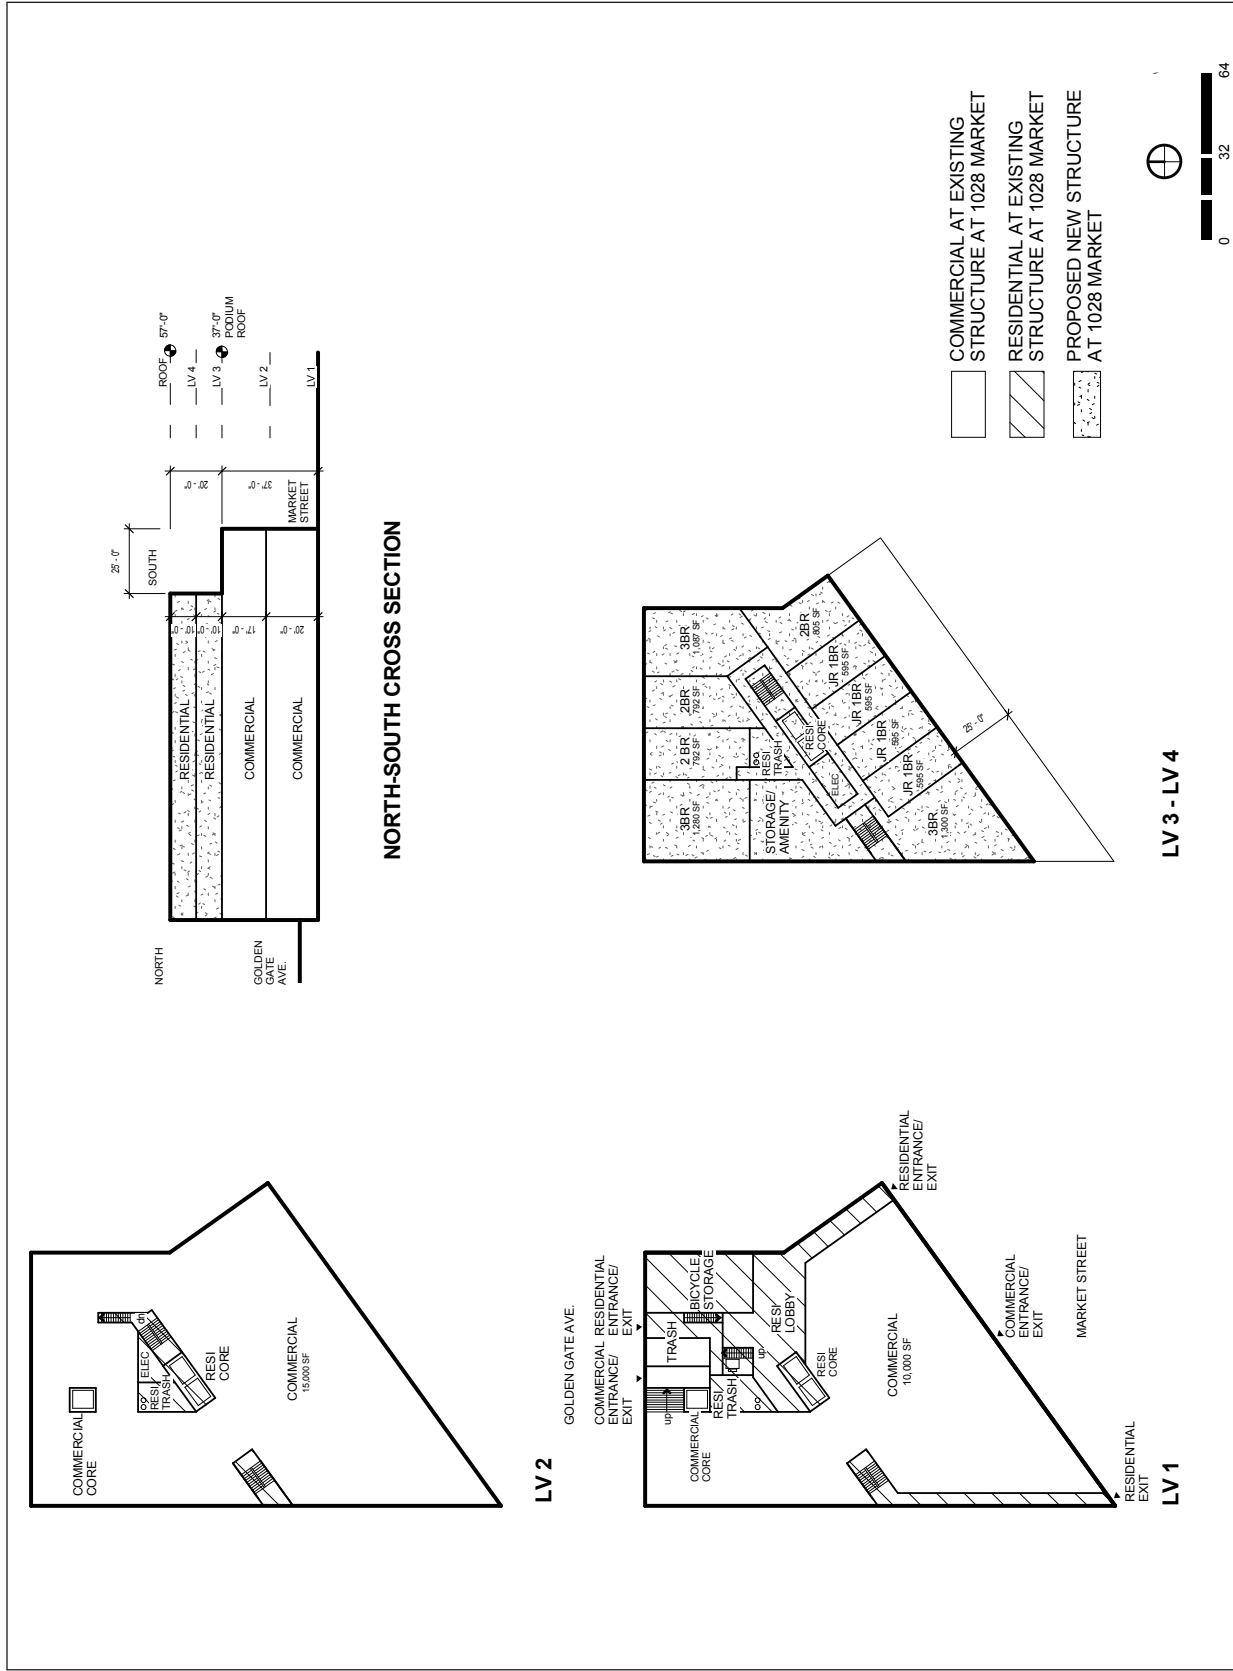 COMMERCIAL
CORE
dn
ELEC
RESI
TRASH
RESI
CORE
COMMERCIAL
15,000 SF
LV 2
NORTH
GOLDEN
GATE
AVE.
RESIDENTIAL
RESIDENTIAL
COMMERCIAL
COMMERCIAL
10' - 0"
10' - 0"
17' - 0"
20' - 0"
25' - 0"
SOUTH
20' - 0"
37' - 0"
MARKET
STREET
ROOF 57'-0"
LV 4
LV 3 37'-0"
PODIUM
ROOF
LV 2
LV 1
NORTH-SOUTH CROSS SECTION
GOLDEN GATE AVE.
COMMERCIAL
ENTRANCE/
EXIT
RESIDENTIAL
ENTRANCE/
EXIT
up
COMMERCIAL
CORE
TRASH
BICYCLE
STORAGE
RESI
TRASH
up
RESI
LOBBY
RESI
CORE
COMMERCIAL
10,000 SF
RESIDENTIAL
ENTRANCE/
EXIT
COMMERCIAL
ENTRANCE/
EXIT
MARKET STREET
RESIDENTIAL
EXIT
LV 1
3BR
1,280 SF
2 BR
792 SF
2BR
792 SF
3BR
1,087 SF
STORAGE/
AMENITY
RESI
TRASH
RESI
CORE
ELEC
2BR
805 SF
JR 1BR
595 SF
JR 1BR
595 SF
JR 1BR
595 SF
JR 1BR
595 SF
3BR
1,300 SF
25' - 0"
LV 3 - LV 4
COMMERCIAL AT EXISTING
STRUCTURE AT 1028 MARKET
RESIDENTIAL AT EXISTING
STRUCTURE AT 1028 MARKET
PROPOSED NEW STRUCTURE
AT 1028 MARKET
0 32 64